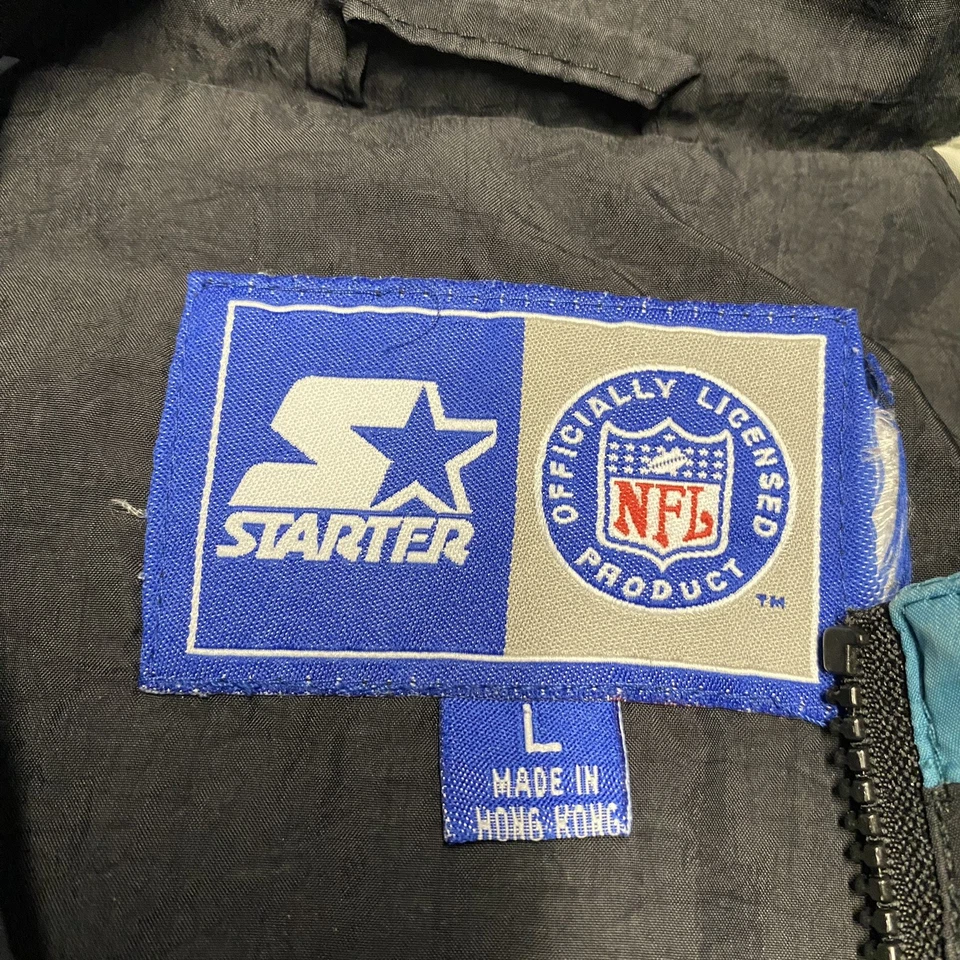 STARTER
OFFICIALLY LICENSED
PRODUCT
NFL
TM
L
MADE IN
HONG KONG